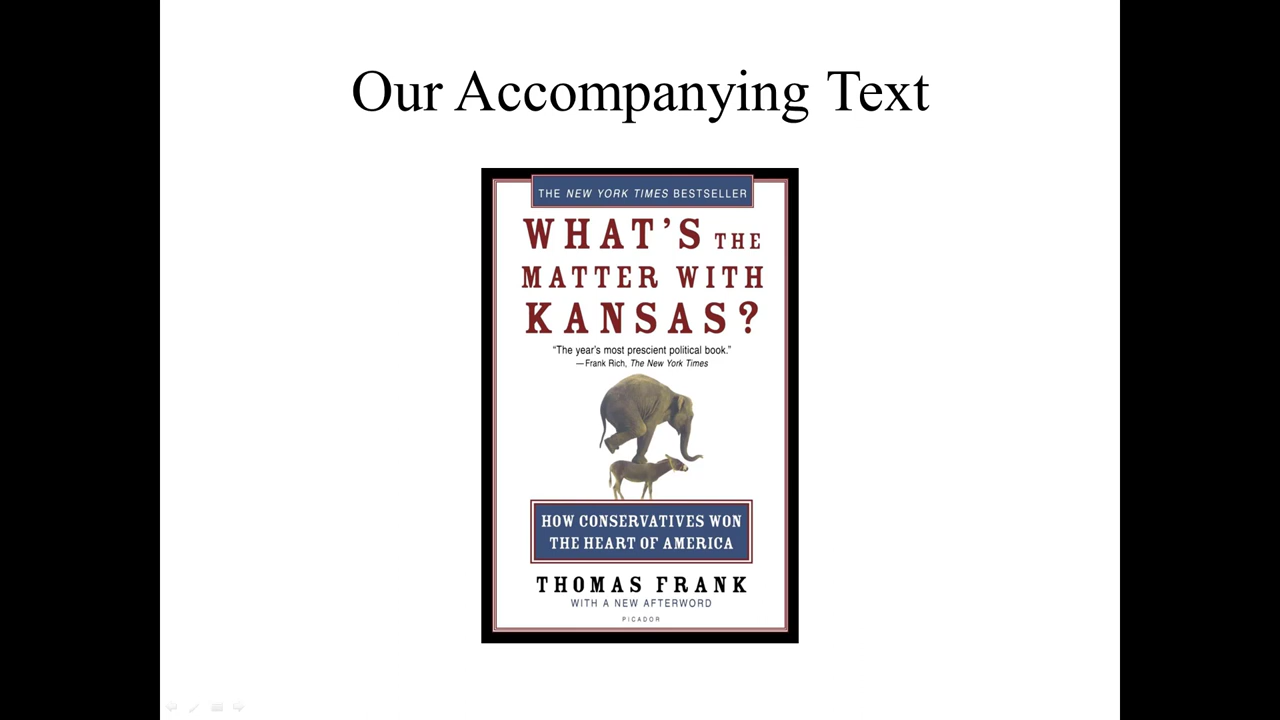 Our Accompanying Text
THE NEW YORK TIMES BESTSELLER
WHAT'S THE
MATTER WITH
KANSAS?
“The year's most prescient political book.”
—Frank Rich, The New York Times
HOW CONSERVATIVES WON
THE HEART OF AMERICA
THOMAS FRANK
WITH A NEW AFTERWORD
PICADOR